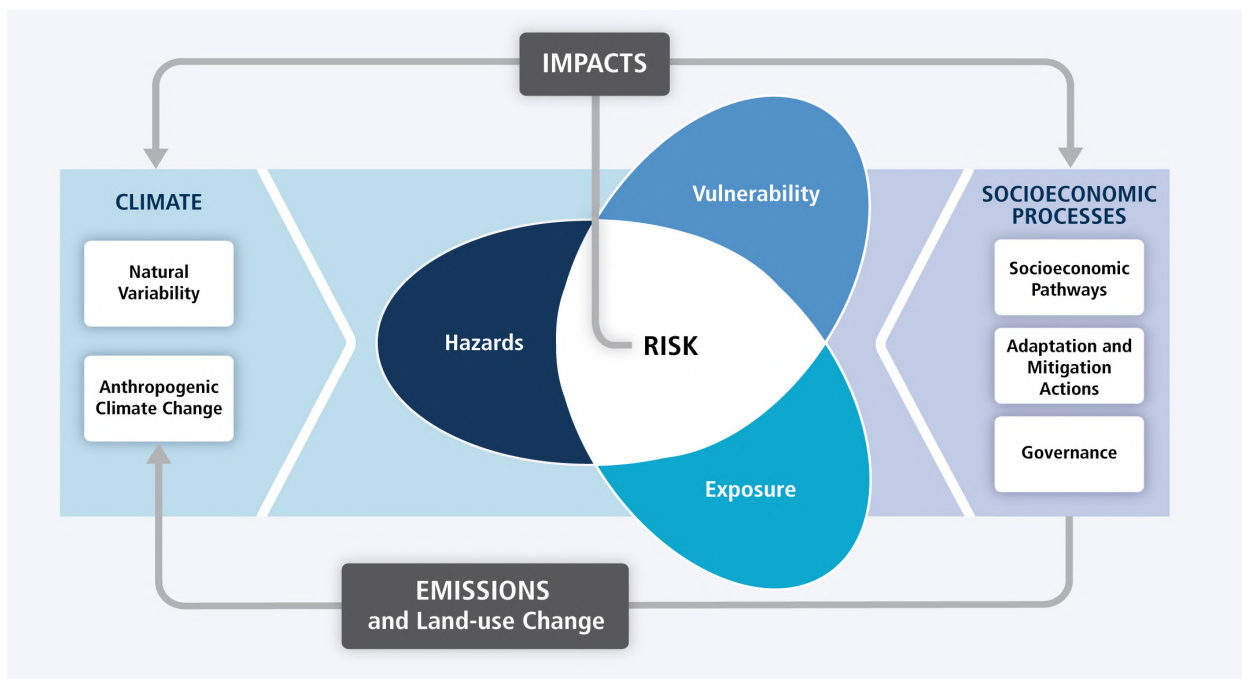 IMPACTS
CLIMATE
Natural
Variability
Anthropogenic
Climate Change
Vulnerability
Hazards
RISK
Exposure
SOCIOECONOMIC
PROCESSES
Socioeconomic
Pathways
Adaptation and
Mitigation
Actions
Governance
EMISSIONS
and Land-use Change